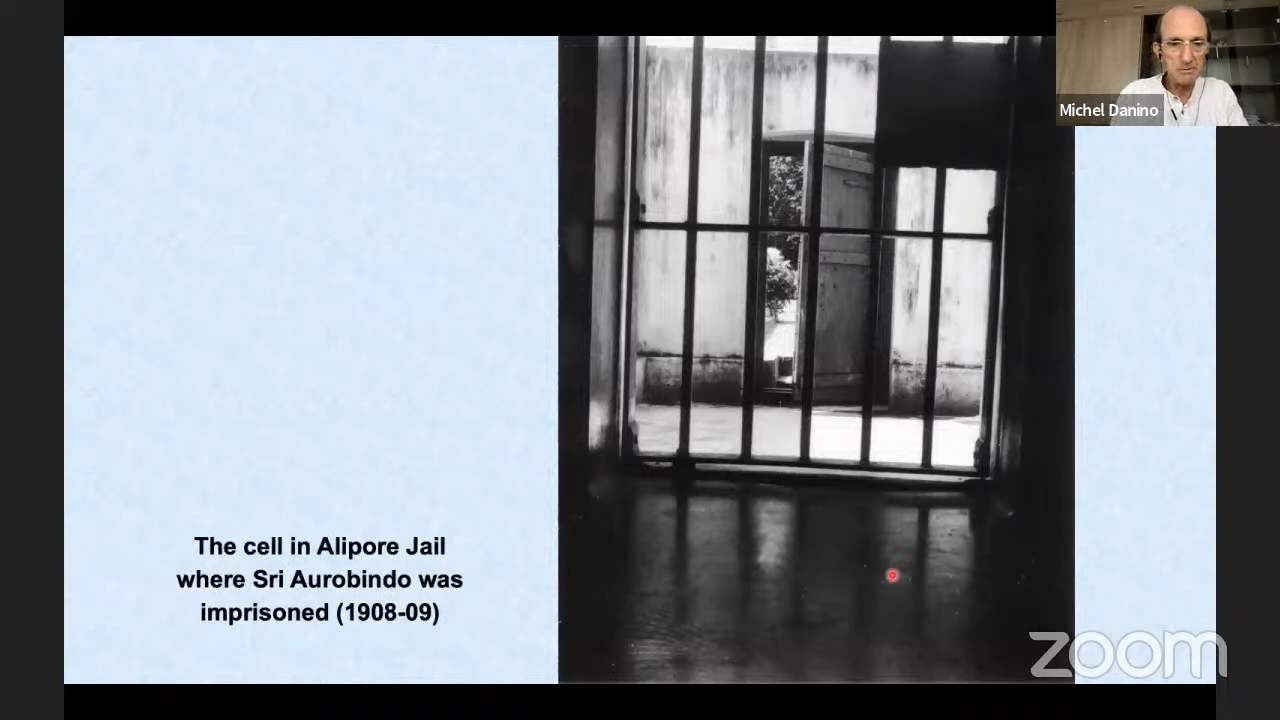 Michel Danino
The cell in Alipore Jail
where Sri Aurobindo was
imprisoned (1908-09)
zoom